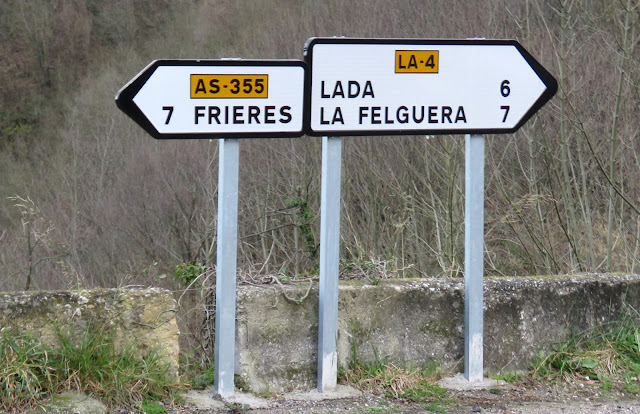 AS-355
7 FRIERES
LA-4
LADA 6
LA FELGUERA 7